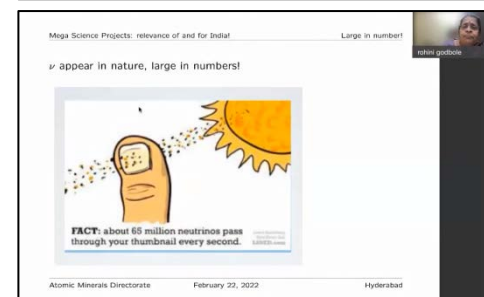 Mega Science Projects: relevance of and for India! Large in number!
rohini godbole
ν appear in nature, large in numbers!
FACT: about 65 million neutrinos pass
through your thumbnail every second.
Atomic Minerals Directorate February 22, 2022 Hyderabad